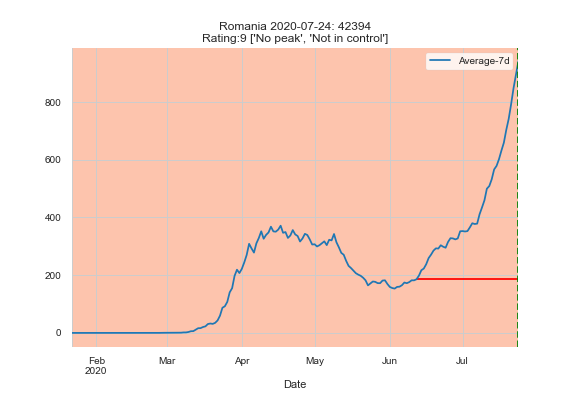 Romania 2020-07-24: 42394
Rating:9 ['No peak', 'Not in control']
Average-7d
800
600
400
200
0
Feb
2020
Mar
Apr
May
Jun
Jul
Date